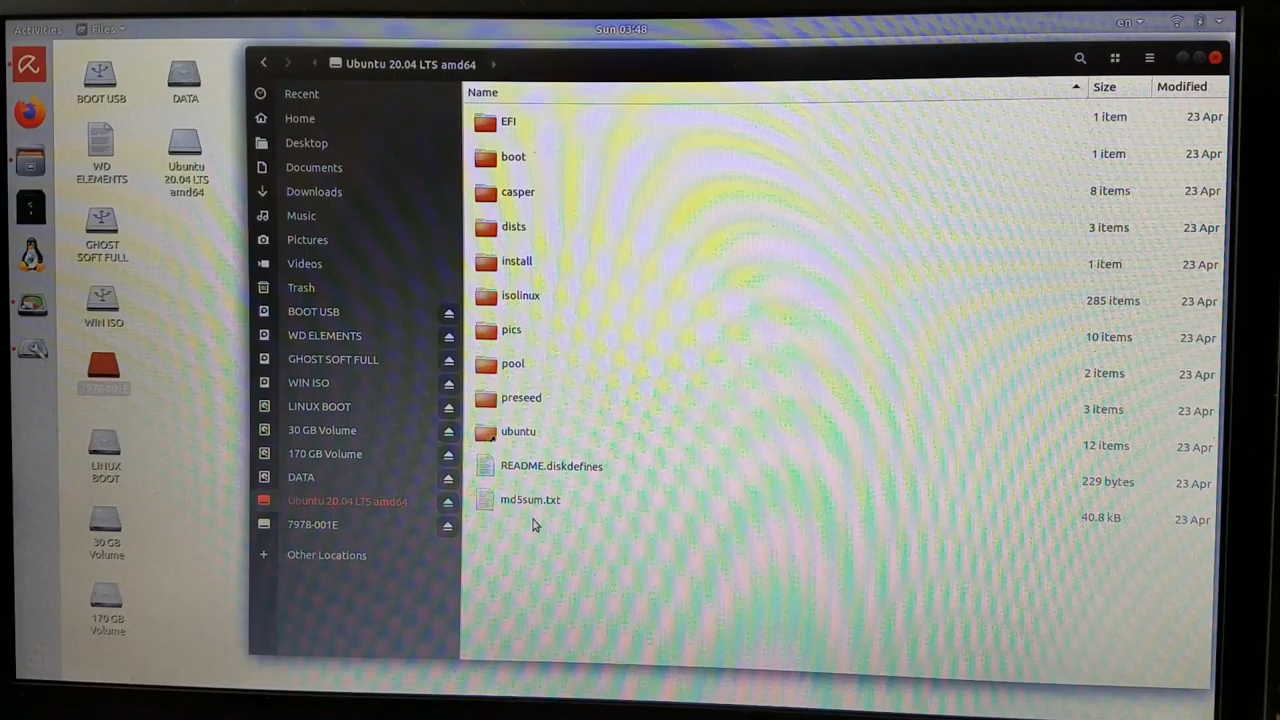 Activities
Files
Sun 03:48
en
BOOT USB
DATA
WD
ELEMENTS
Ubuntu
20.04 LTS
amd64
GHOST
SOFT FULL
WIN ISO
7978-001E
LINUX
BOOT
30 GB
Volume
170 GB
Volume
Ubuntu 20.04 LTS amd64
Recent
Home
Desktop
Documents
Downloads
Music
Pictures
Videos
Trash
BOOT USB
WD ELEMENTS
GHOST SOFT FULL
WIN ISO
LINUX BOOT
30 GB Volume
170 GB Volume
DATA
Ubuntu 20.04 LTS amd64
7978-001E
Other Locations
Name Size Modified
EFI 1 item 23 Apr
boot 1 item 23 Apr
casper 8 items 23 Apr
dists 3 items 23 Apr
install 1 item 23 Apr
isolinux 285 items 23 Apr
pics 10 items 23 Apr
pool 2 items 23 Apr
preseed 3 items 23 Apr
ubuntu 12 items 23 Apr
README.diskdefines 229 bytes 23 Apr
md5sum.txt 40.8 kB 23 Apr